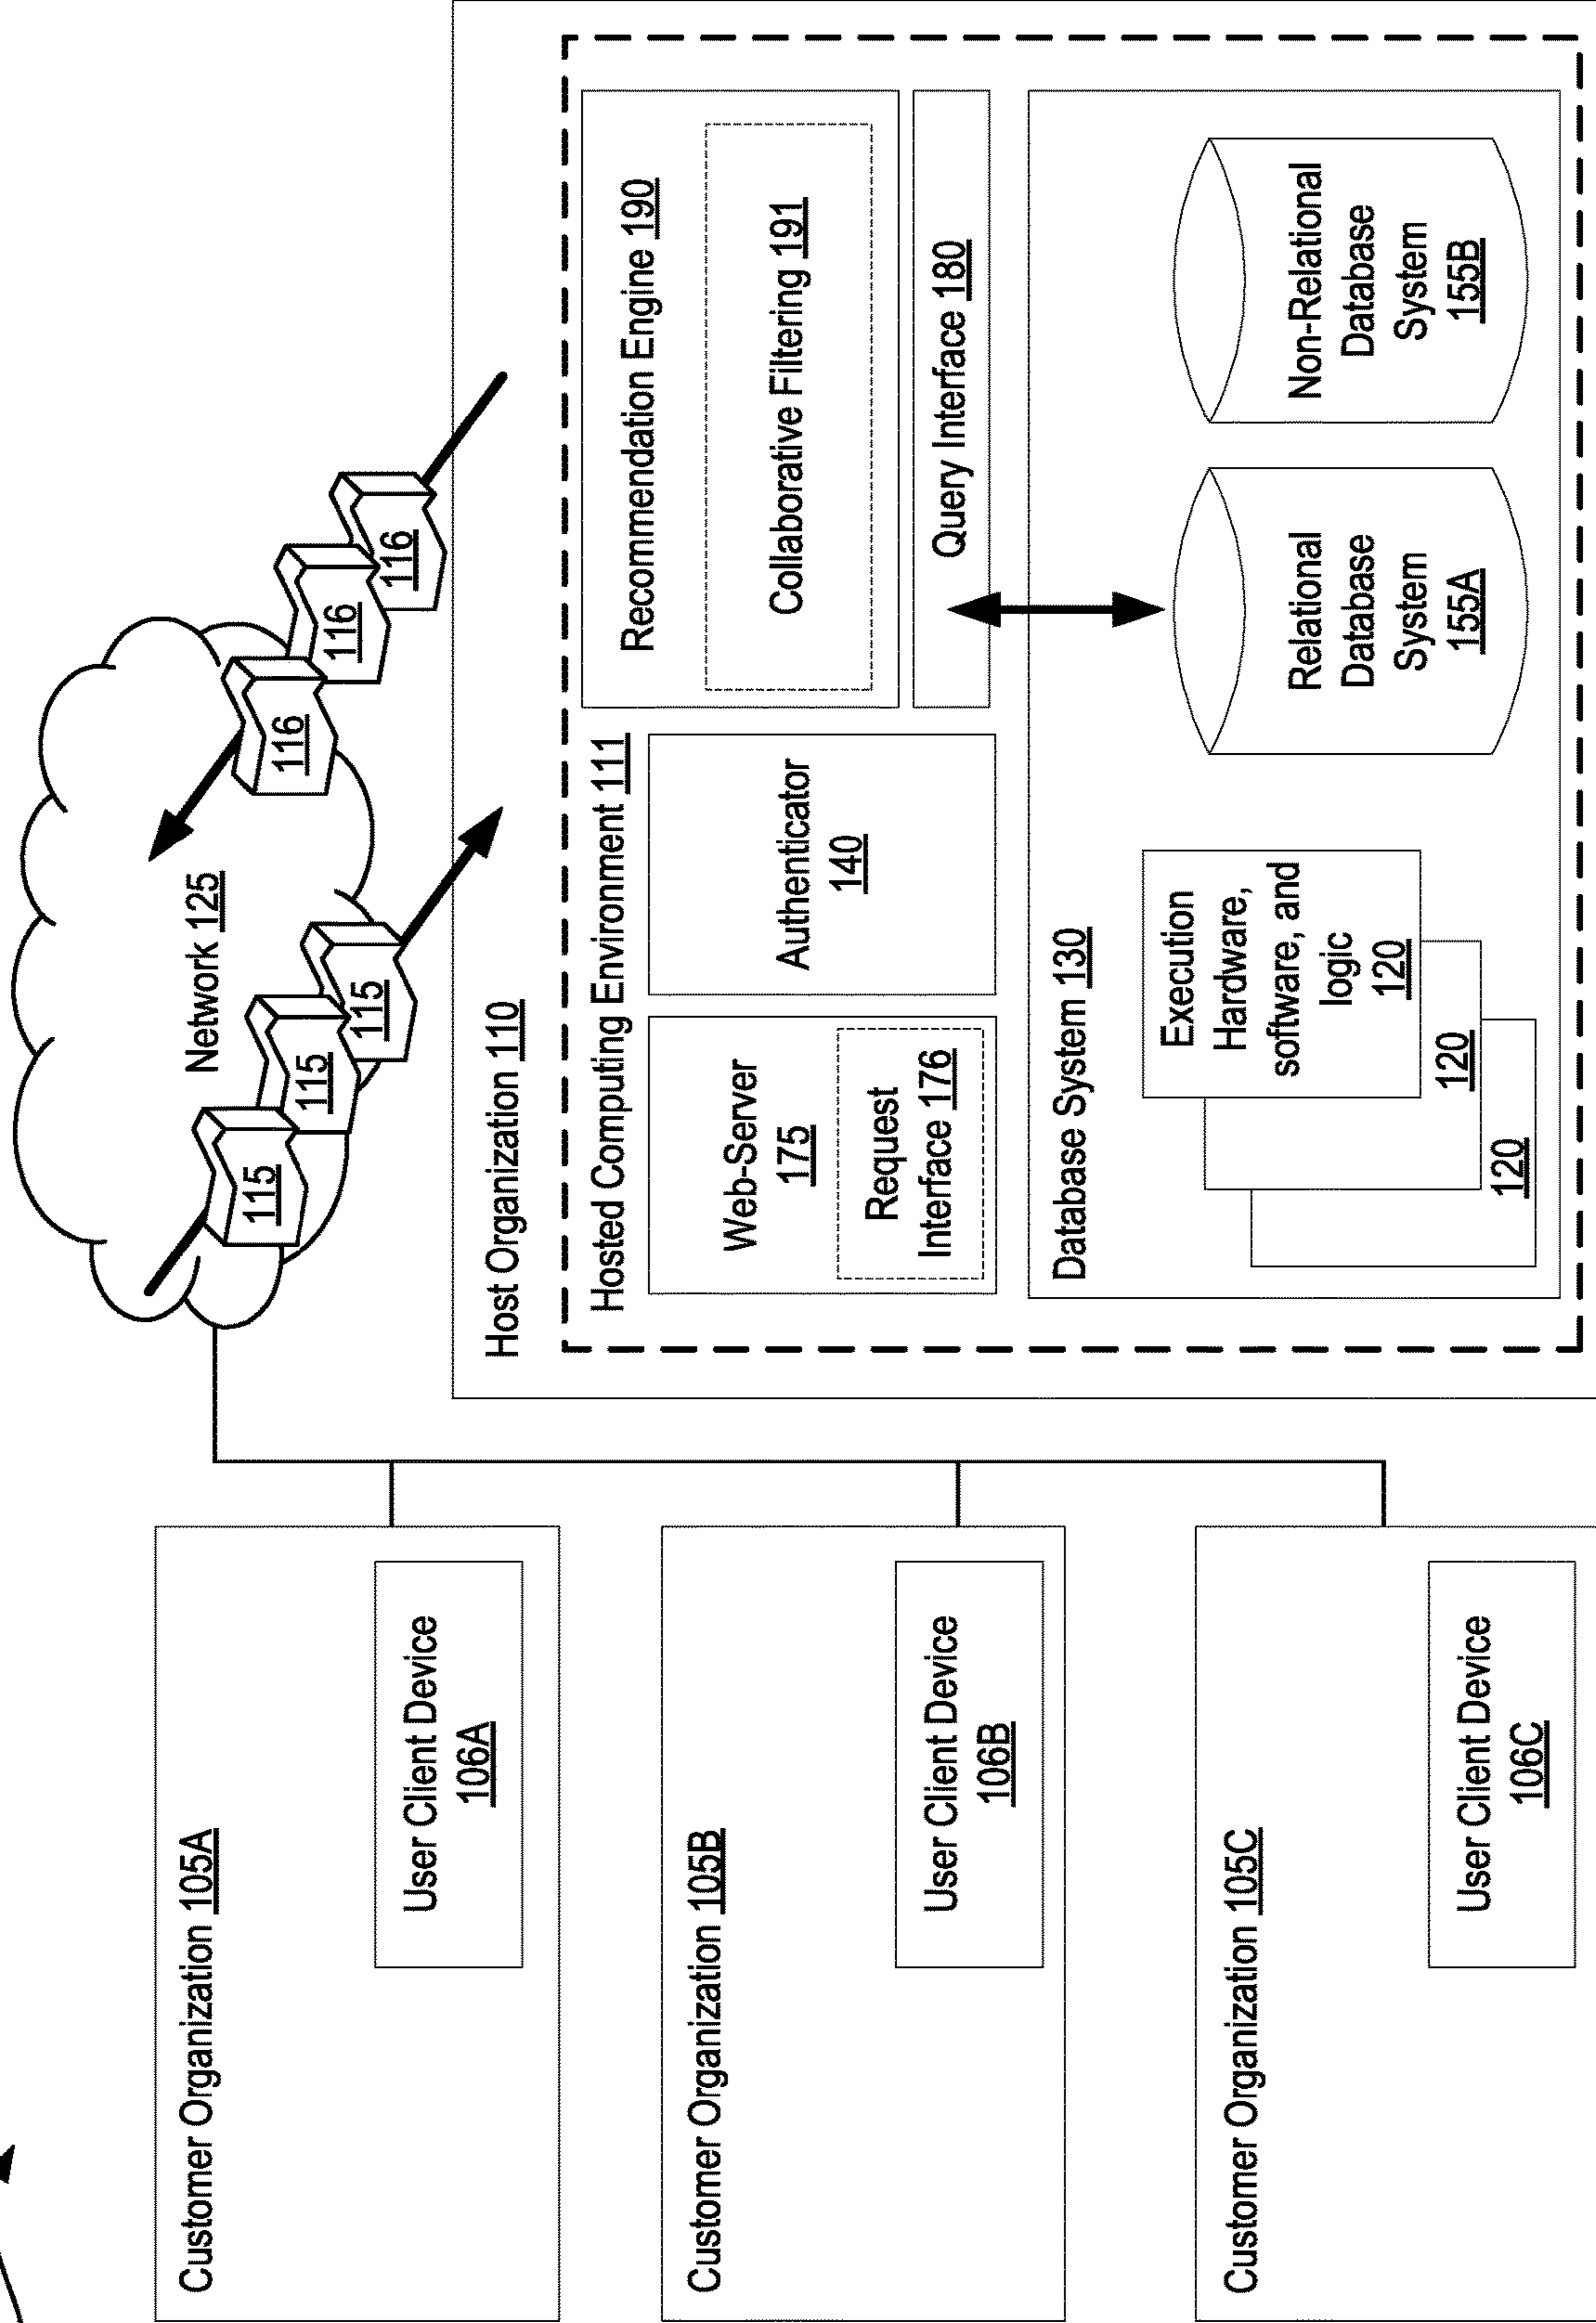 Customer Organization 105A
User Client Device
106A
Customer Organization 105B
User Client Device
106B
Customer Organization 105C
User Client Device
106C
Network 125
115
115
115
116
116
116
Host Organization 110
Hosted Computing Environment 111
Web-Server
175
Request
Interface 176
Authenticator
140
Recommendation Engine 190
Collaborative Filtering 191
Query Interface 180
Database System 130
Execution
Hardware,
software, and
logic
120
120
120
Relational
Database
System
155A
Non-Relational
Database
System
155B